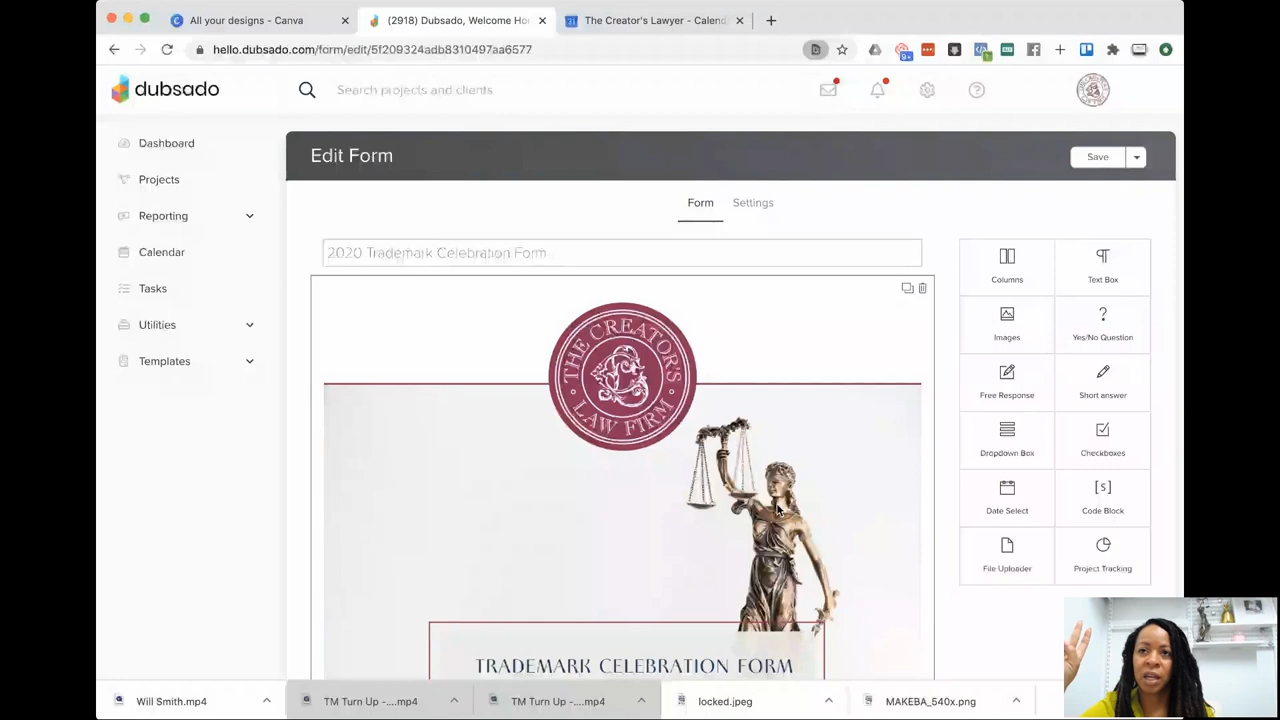 All your designs - Canva
(2918) Dubsado, Welcome Ho
The Creator's Lawyer - Calend
hello.dubsado.com/form/edit/5f209324adb8310497aa6577
9+
dubsado
Search projects and clients
Dashboard
Projects
Reporting
Calendar
Tasks
Utilities
Templates
Edit Form
Save
Form
Settings
2020 Trademark Celebration Form
THE CREATOR'S
LAW FIRM
TRADEMARK CELEBRATION FORM
Columns
Text Box
Images
Yes/No Question
Free Response
Short answer
Dropdown Box
Checkboxes
Date Select
Code Block
File Uploader
Project Tracking
Will Smith.mp4
TM Turn Up -....mp4
TM Turn Up -....mp4
locked.jpeg
MAKEBA_540x.png